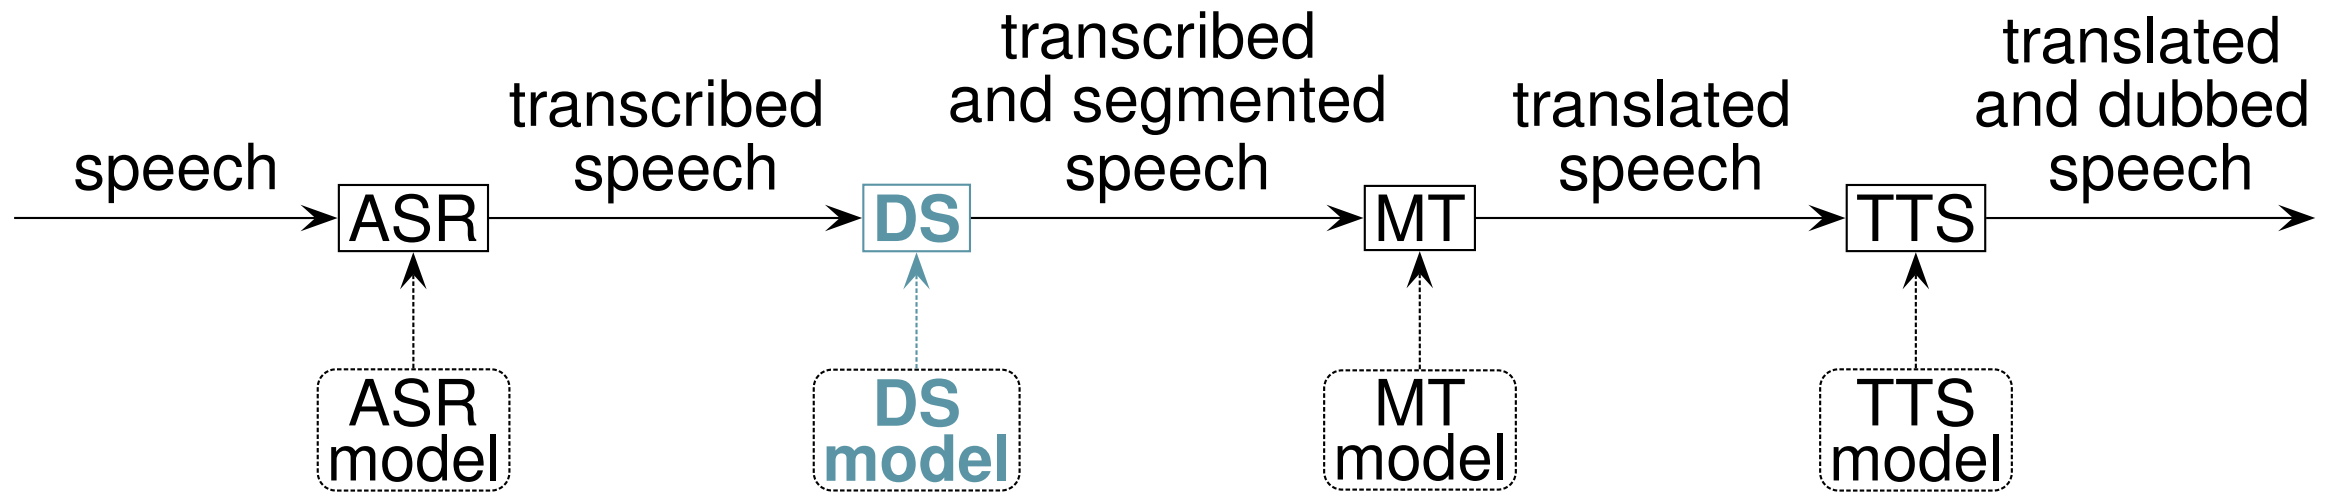 speech
ASR
transcribed
speech
DS
transcribed
and segmented
speech
MT
translated
speech
TTS
translated
and dubbed
speech
ASR
model
DS
model
MT
model
TTS
model